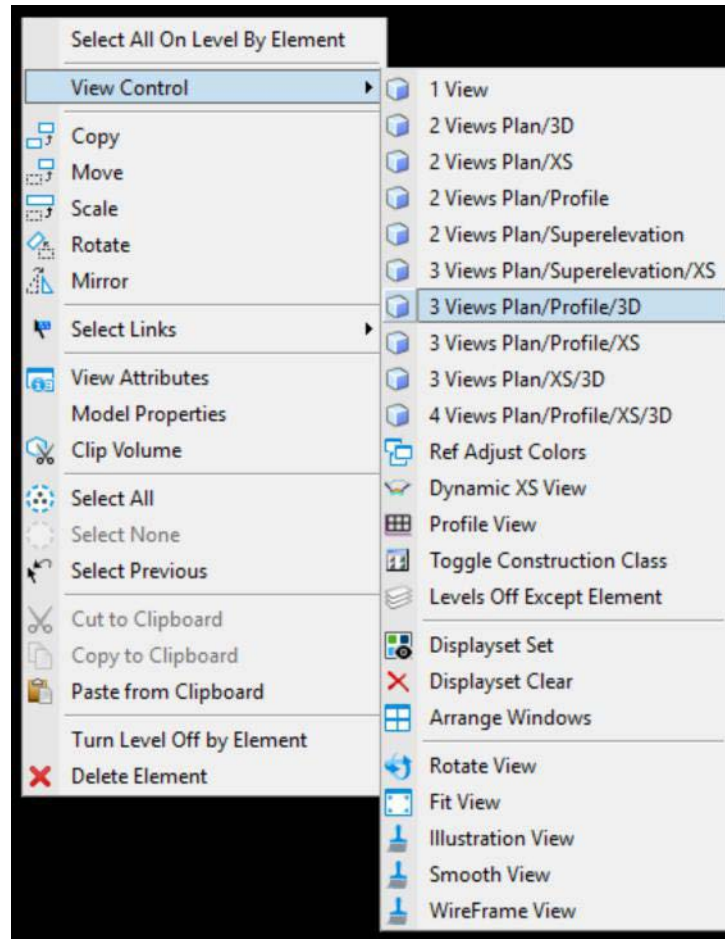 Select All On Level By Element
View Control
Copy
Move
Scale
Rotate
Mirror
Select Links
View Attributes
Model Properties
Clip Volume
Select All
Select None
Select Previous
Cut to Clipboard
Copy to Clipboard
Paste from Clipboard
Turn Level Off by Element
Delete Element
1 View
2 Views Plan/3D
2 Views Plan/XS
2 Views Plan/Profile
2 Views Plan/Superelevation
3 Views Plan/Superelevation/XS
3 Views Plan/Profile/3D
3 Views Plan/Profile/XS
3 Views Plan/XS/3D
4 Views Plan/Profile/XS/3D
Ref Adjust Colors
Dynamic XS View
Profile View
Toggle Construction Class
Levels Off Except Element
Displayset Set
Displayset Clear
Arrange Windows
Rotate View
Fit View
Illustration View
Smooth View
WireFrame View